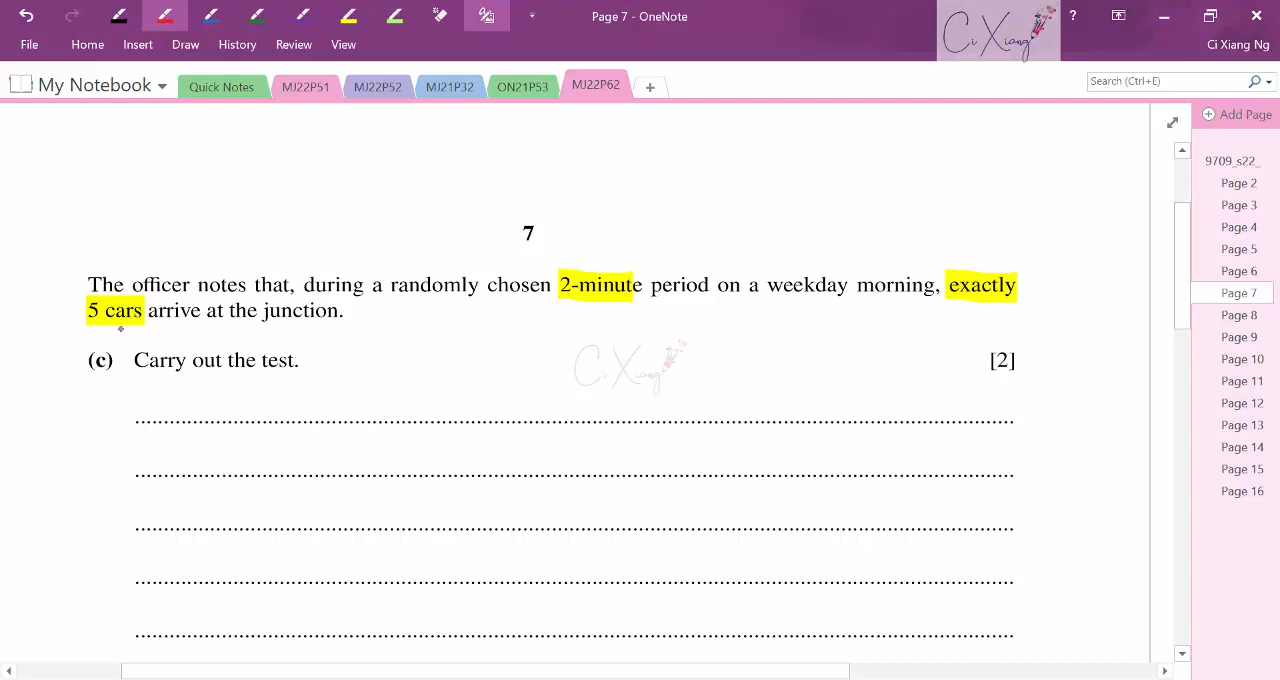 Page 7 - OneNote
Ci Xiang
?
File Home Insert Draw History Review View
Ci Xiang Ng
My Notebook
Quick Notes MJ22P51 MJ22P52 MJ21P32 ON21P53 MJ22P62 +
Search (Ctrl+E)
Add Page
9709_s22_
Page 2
Page 3
Page 4
Page 5
Page 6
Page 7
Page 8
Page 9
Page 10
Page 11
Page 12
Page 13
Page 14
Page 15
Page 16
7
The officer notes that, during a randomly chosen 2-minute period on a weekday morning, exactly
5 cars arrive at the junction.
(c) Carry out the test. [2]
Ci Xiang